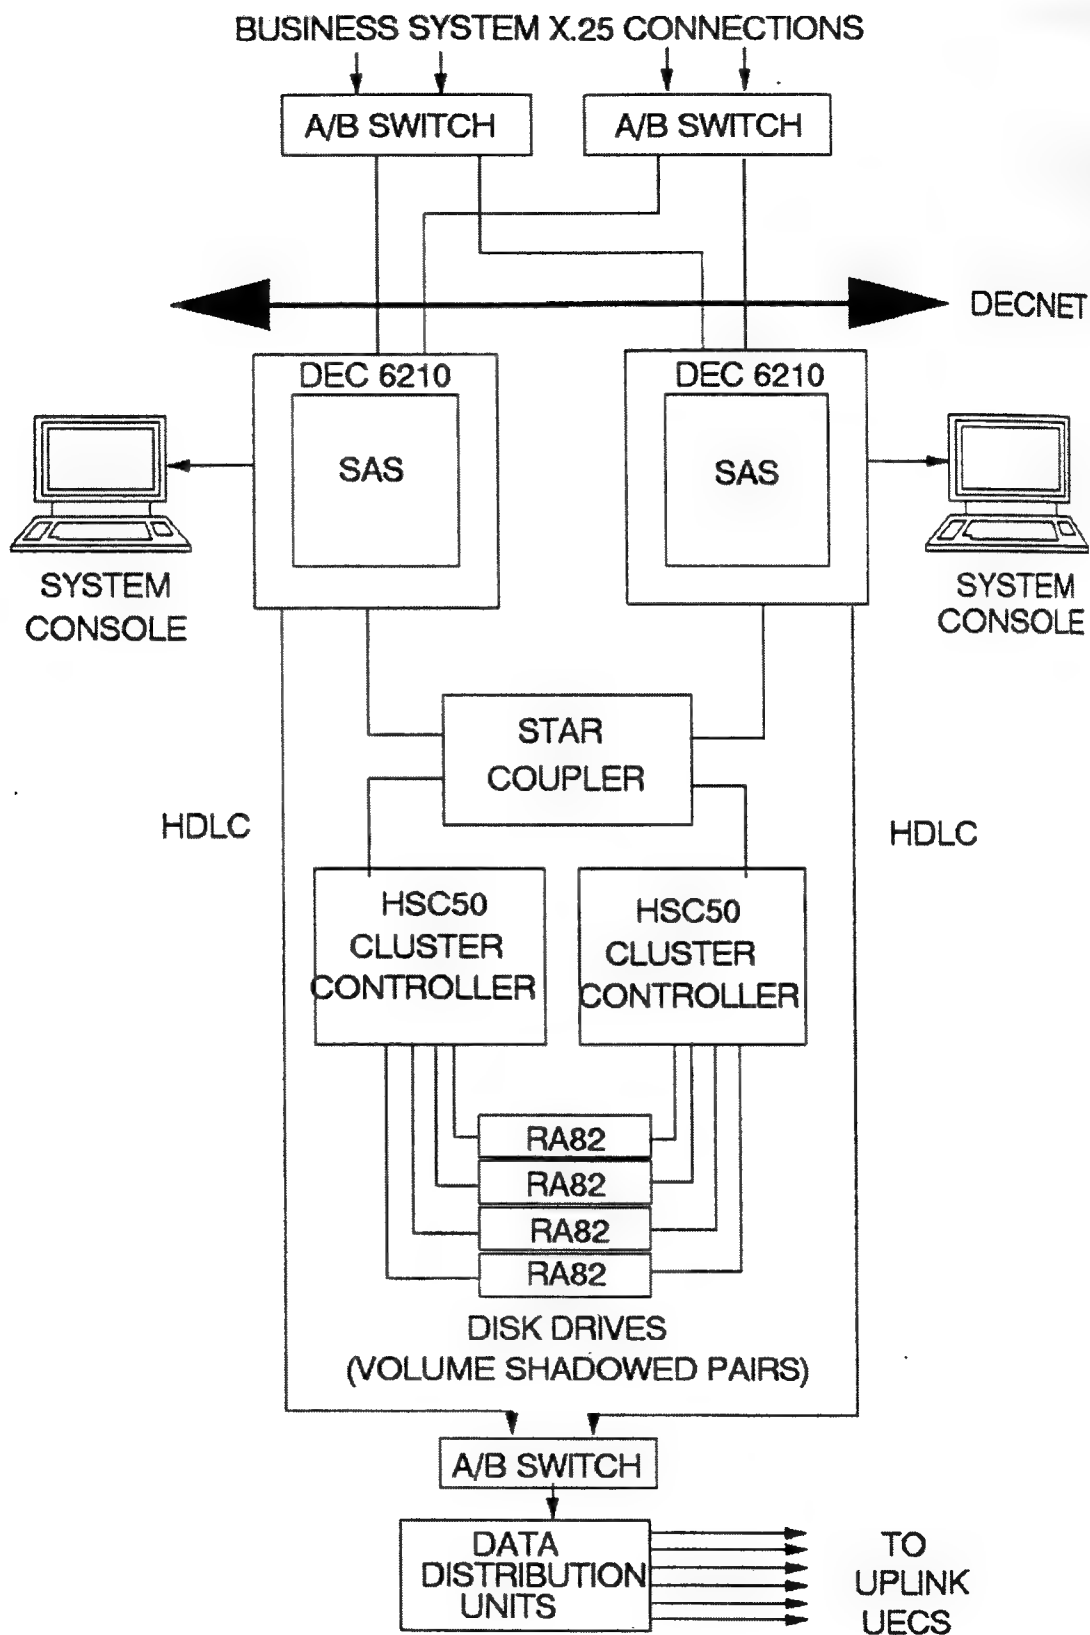 BUSINESS SYSTEM X.25 CONNECTIONS
A/B SWITCH
A/B SWITCH
DECNET
DEC 6210
DEC 6210
SAS
SAS
SYSTEM
CONSOLE
SYSTEM
CONSOLE
STAR
COUPLER
HDLC
HDLC
HSC50
CLUSTER
CONTROLLER
HSC50
CLUSTER
CONTROLLER
RA82
RA82
RA82
RA82
DISK DRIVES
(VOLUME SHADOWED PAIRS)
A/B SWITCH
DATA
DISTRIBUTION
UNITS
TO
UPLINK
UECS